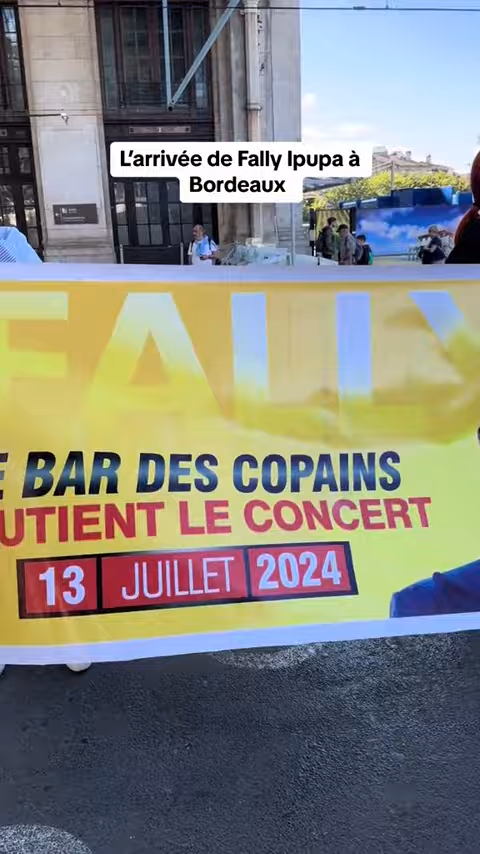 L'arrivée de Fally Ipupa à
Bordeaux
FALLY
E BAR DES COPAINS
UTIENT LE CONCERT
13 JUILLET 2024